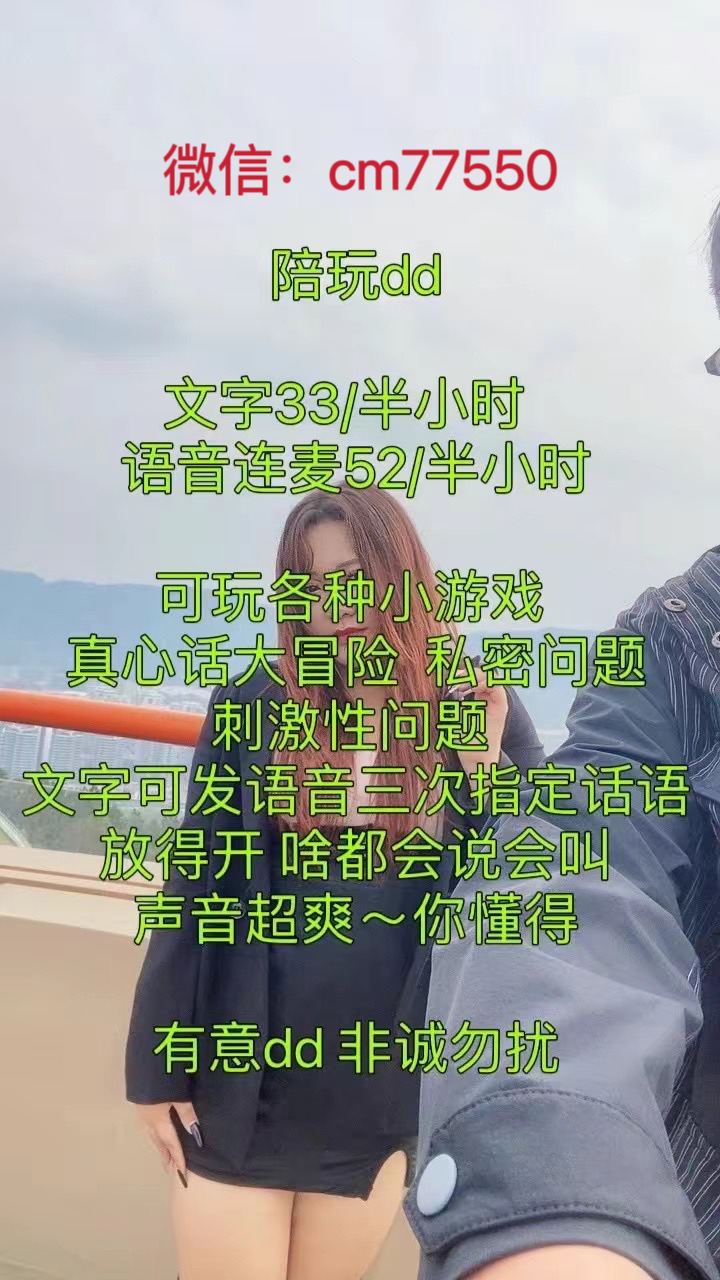 微信：cm77550
陪玩dd
文字33/半小时
语音连麦52/半小时
可玩各种小游戏
真心话大冒险 私密问题
刺激性问题
文字可发语音三次指定话语
放得开 啥都会说会叫
声音超爽～你懂得
有意dd 非诚勿扰